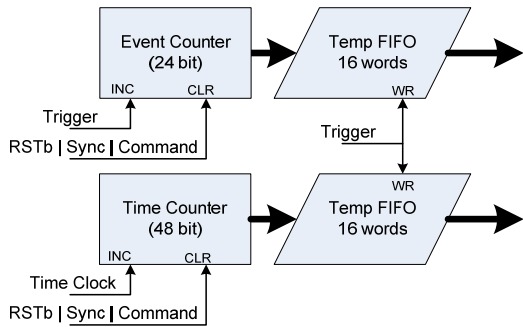 Event Counter
(24 bit)
INC
CLR
Temp FIFO
16 words
WR
Trigger
RSTb | Sync | Command
Trigger
Time Counter
(48 bit)
INC
CLR
WR
Temp FIFO
16 words
Time Clock
RSTb | Sync | Command